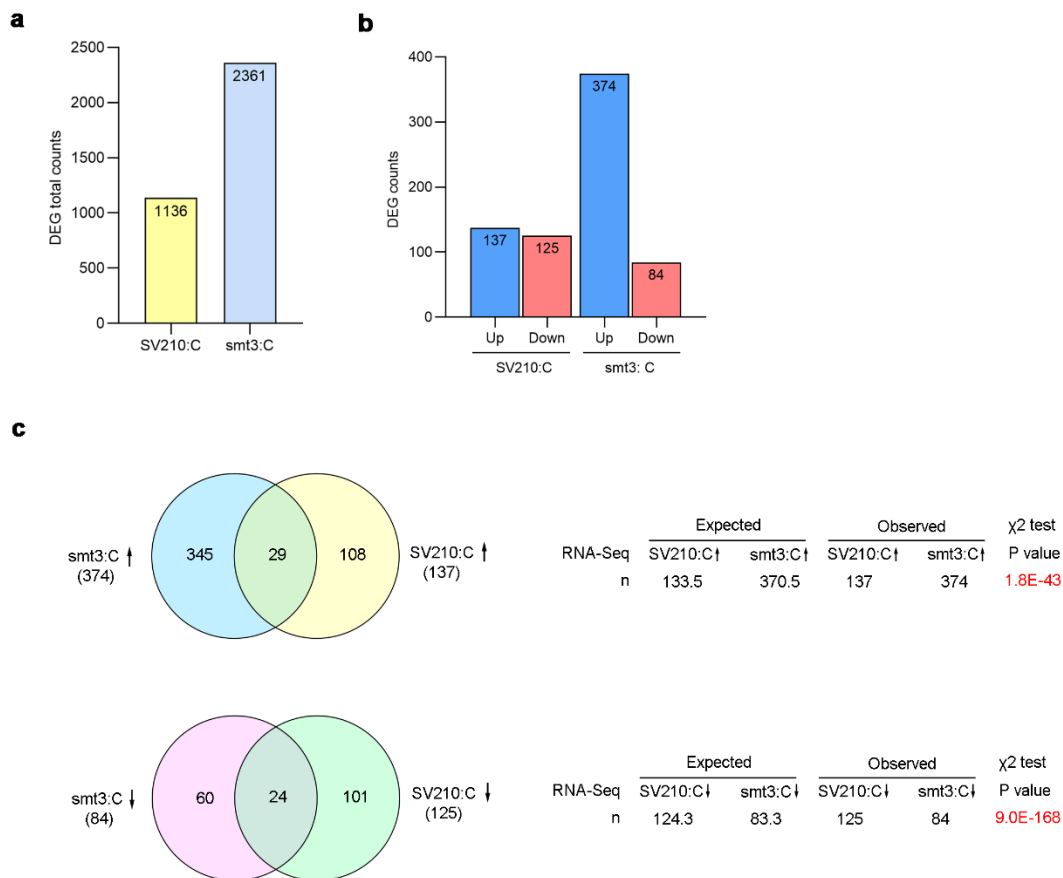 a
2500
2000
1500
1000
500
0
DEG total counts
1136
2361
SV210:C smt3:C
b
400
300
200
100
0
DEG counts
137
125
374
84
Up Down Up Down
SV210:C smt3: C
c
smt3:C ↑
(374)
345 29 108
SV210:C ↑
(137)
Expected Observed χ2 test
RNA-Seq SV210:C↑ smt3:C↑ SV210:C↑ smt3:C↑ P value
n 133.5 370.5 137 374 1.8E-43
smt3:C ↓
(84)
60 24 101
SV210:C ↓
(125)
Expected Observed χ2 test
RNA-Seq SV210:C↓ smt3:C↓ SV210:C↓ smt3:C↓ P value
n 124.3 83.3 125 84 9.0E-168